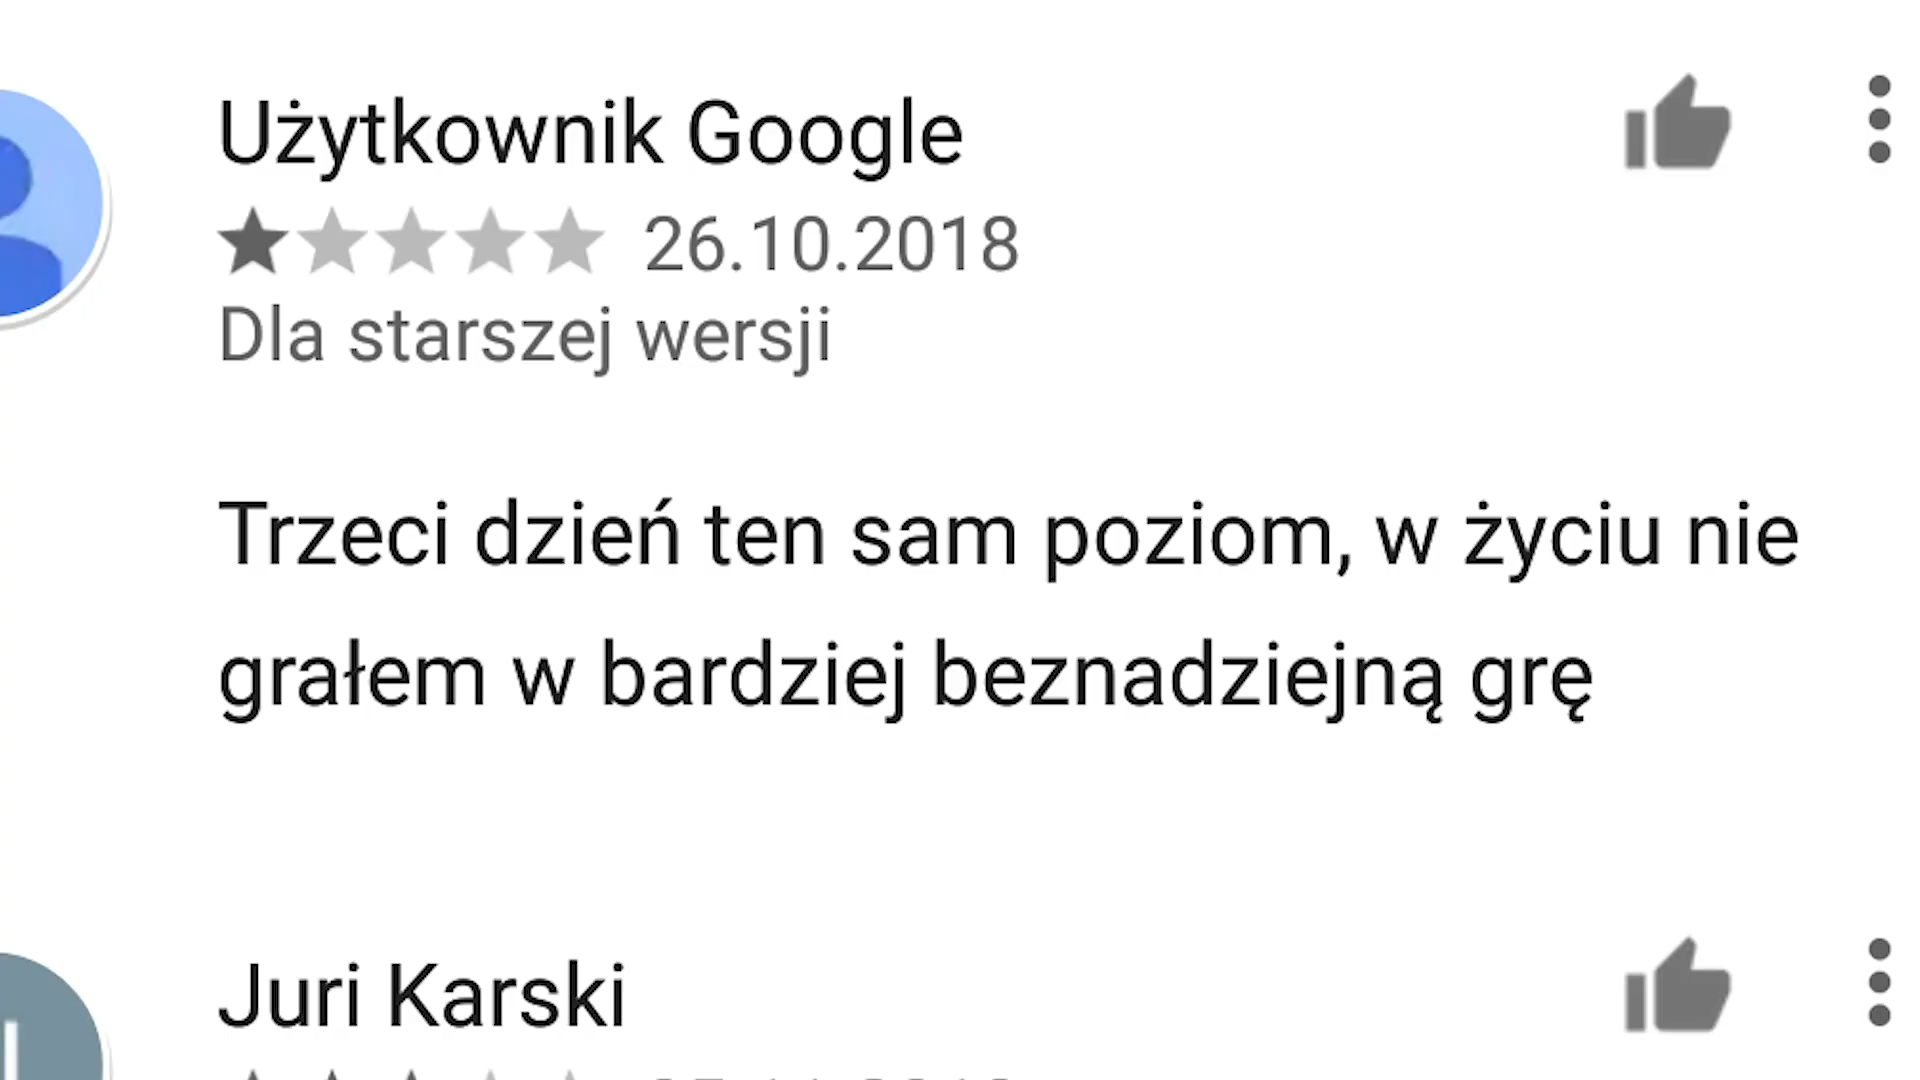 Użytkownik Google
26.10.2018
Dla starszej wersji
Trzeci dzień ten sam poziom, w życiu nie
grałem w bardziej beznadziejną grę
Juri Karski